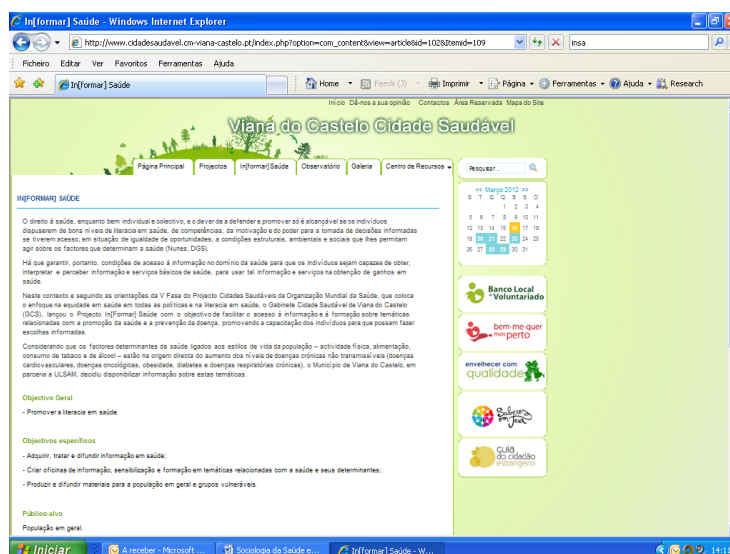 In[formar] Saúde - Windows Internet Explorer
http://www.cidadesaudavel.cm-viana-castelo.pt/index.php?option=com_content&view=article&id=102&Itemid=109
insa
Ficheiro Editar Ver Favoritos Ferramentas Ajuda
In[formar] Saúde
Home Feeds (J) Imprimir Página Ferramentas Ajuda Research
Início Dê-nos a sua opinião Contactos Área Reservada Mapa do Site
Viana do Castelo Cidade Saudável
Página Principal Projectos In[formar]Saúde Observatório Galeria Centro de Recursos
Pesquisar...
<< Março 2012 >>
S T Q Q S S D
1 2 3 4
5 6 7 8 9 10 11
12 13 14 15 16 17 18
19 20 21 22 23 24 25
26 27 28 29 30 31
IN[FORMAR] SAÚDE
O direito à saúde, enquanto bem individual e colectivo, e o dever de a defender e promover só é alcançável se os indivíduos
dispuserem de bons níveis de literacia em saúde, de competências, da motivação e do poder para a tomada de decisões informadas
se tiverem acesso, em situação de igualdade de oportunidades, a condições estruturais, ambientais e sociais que lhes permitam
agir sobre os factores que determinam a saúde (Nunes, DGS).
Há que garantir, portanto, condições de acesso à informação no domínio da saúde para que os indivíduos sejam capazes de obter,
interpretar e perceber informação e serviços básicos de saúde, para usar tal informação e serviços na obtenção de ganhos em
saúde.
Neste contexto e seguindo as orientações da V Fase do Projecto Cidades Saudáveis da Organização Mundial da Saúde, que coloca
o enfoque na equidade em saúde em todas as políticas e na literacia em saúde, o Gabinete Cidade Saudável de Viana do Castelo
(GCS), lançou o Projecto In[Formar] Saúde com o objectivo de facilitar o acesso à informação e à formação sobre temáticas
relacionadas com a promoção da saúde e a prevenção da doença, promovendo a capacitação dos indivíduos para que possam fazer
escolhas informadas.
Considerando que os factores determinantes da saúde ligados aos estilos de vida da população – actividade física, alimentação,
consumo de tabaco e de álcool – estão na origem directa do aumento dos níveis de doenças crónicas não transmissíveis (doenças
cardiovasculares, doenças oncológicas, obesidade, diabetes e doenças respiratórias crónicas), o Município de Viana do Castelo, em
parceria a ULSAM, decidiu disponibilizar informação sobre estas temáticas.
Objectivo Geral
- Promover a literacia em saúde
Objectivos específicos
- Adquirir, tratar e difundir informação em saúde;
- Criar oficinas de informação, sensibilização e formação em temáticas relacionadas com a saúde e seus determinantes;
- Produzir e difundir materiais para a população em geral e grupos vulneráveis.
Público-alvo
População em geral.
Banco Local
de Voluntariado
bem-me-quer
mais perto
envelhecer com
qualidade
Saberes
em Teia
guia
do cidadão
estrangeiro
Iniciar A receber - Microsoft ... Sociologia da Saúde e... In[formar] Saúde - W... 14:11